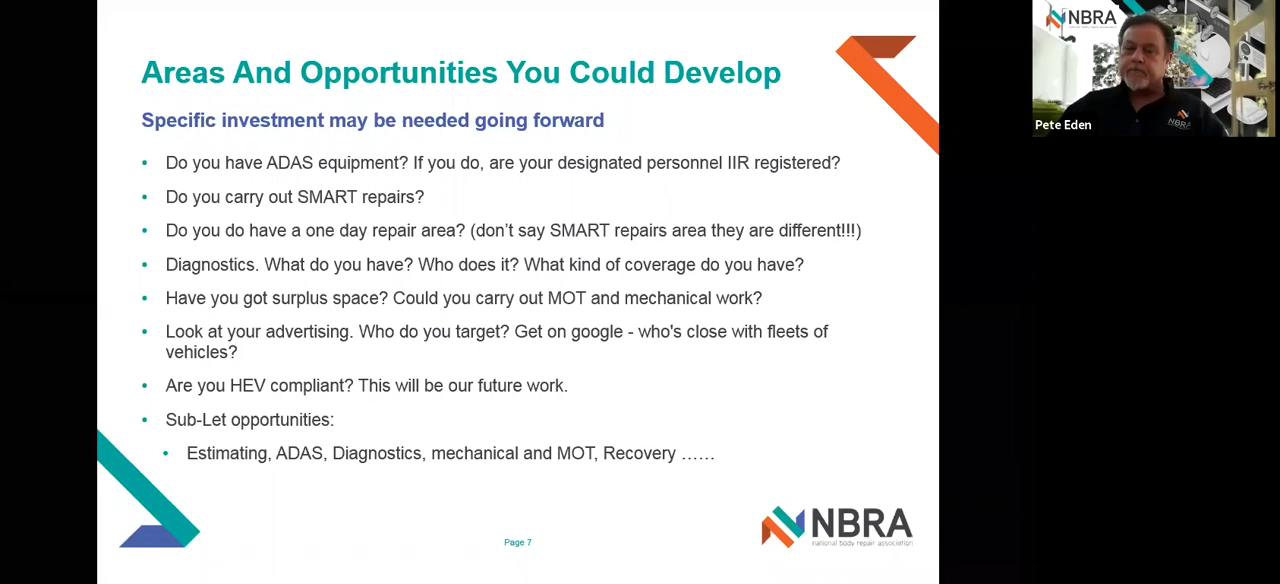 Areas And Opportunities You Could Develop
Specific investment may be needed going forward
• Do you have ADAS equipment? If you do, are your designated personnel IIR registered?
• Do you carry out SMART repairs?
• Do you do have a one day repair area? (don’t say SMART repairs area they are different!!!)
• Diagnostics. What do you have? Who does it? What kind of coverage do you have?
• Have you got surplus space? Could you carry out MOT and mechanical work?
• Look at your advertising. Who do you target? Get on google - who's close with fleets of
vehicles?
• Are you HEV compliant? This will be our future work.
• Sub-Let opportunities:
• Estimating, ADAS, Diagnostics, mechanical and MOT, Recovery ……
NBRA
national body repair association
Page 7
NBRA
Pete Eden
NBRA